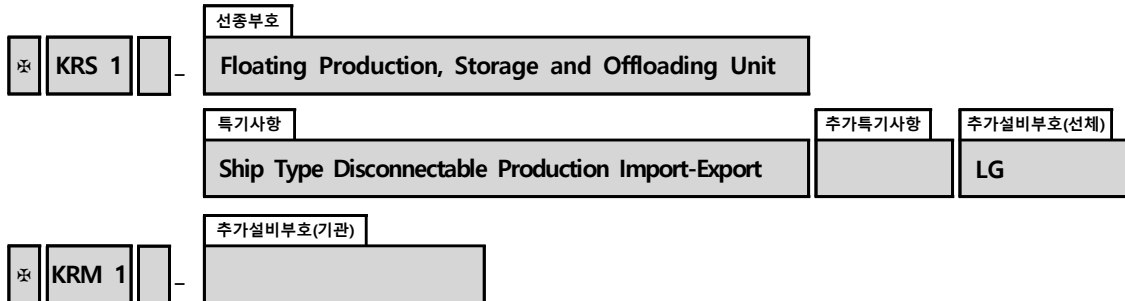 선종부호
✠ KRS 1 – Floating Production, Storage and Offloading Unit
특기사항 추가특기사항 추가설비부호(선체)
Ship Type Disconnectable Production Import-Export LG
추가설비부호(기관)
✠ KRM 1 –